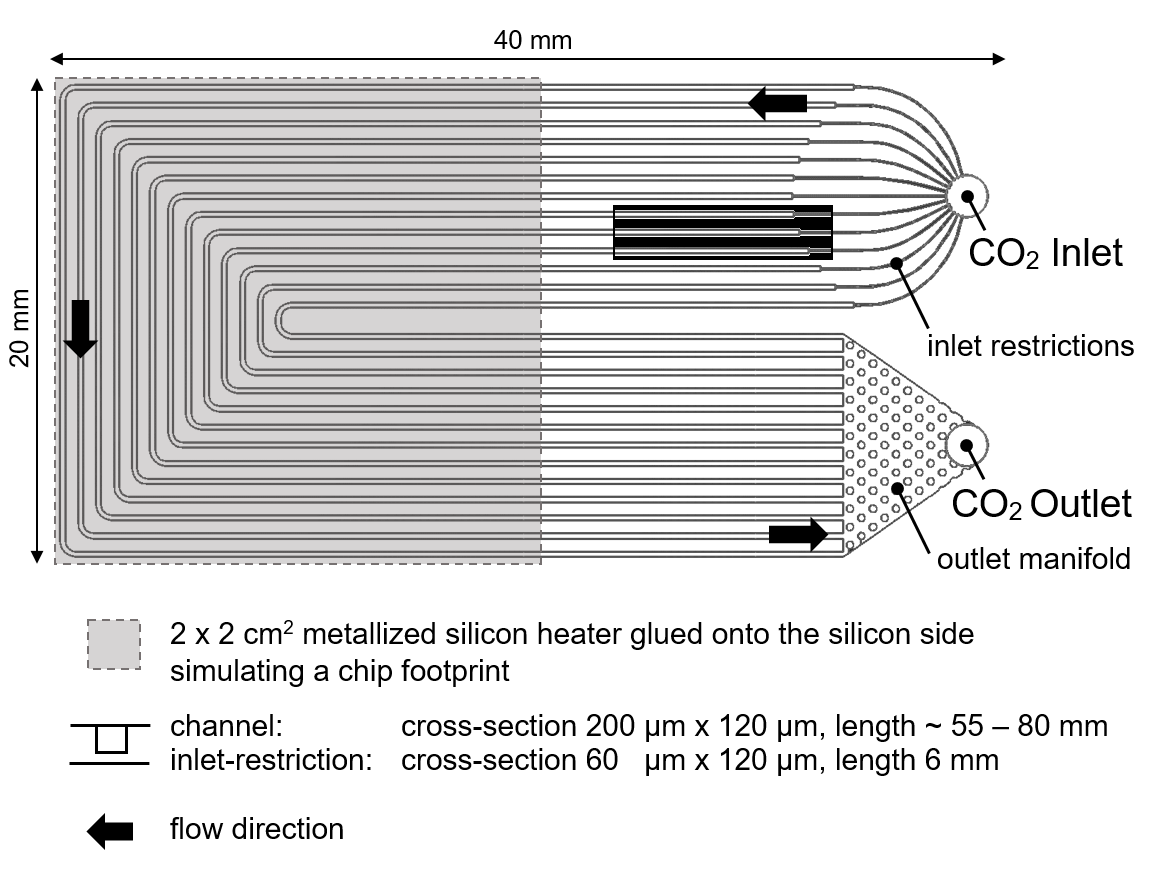 40 mm
20 mm
CO₂ Inlet
inlet restrictions
CO₂ Outlet
outlet manifold
2 x 2 cm² metallized silicon heater glued onto the silicon side
simulating a chip footprint
channel: cross-section 200 µm x 120 µm, length ~ 55 – 80 mm
inlet-restriction: cross-section 60 µm x 120 µm, length 6 mm
flow direction